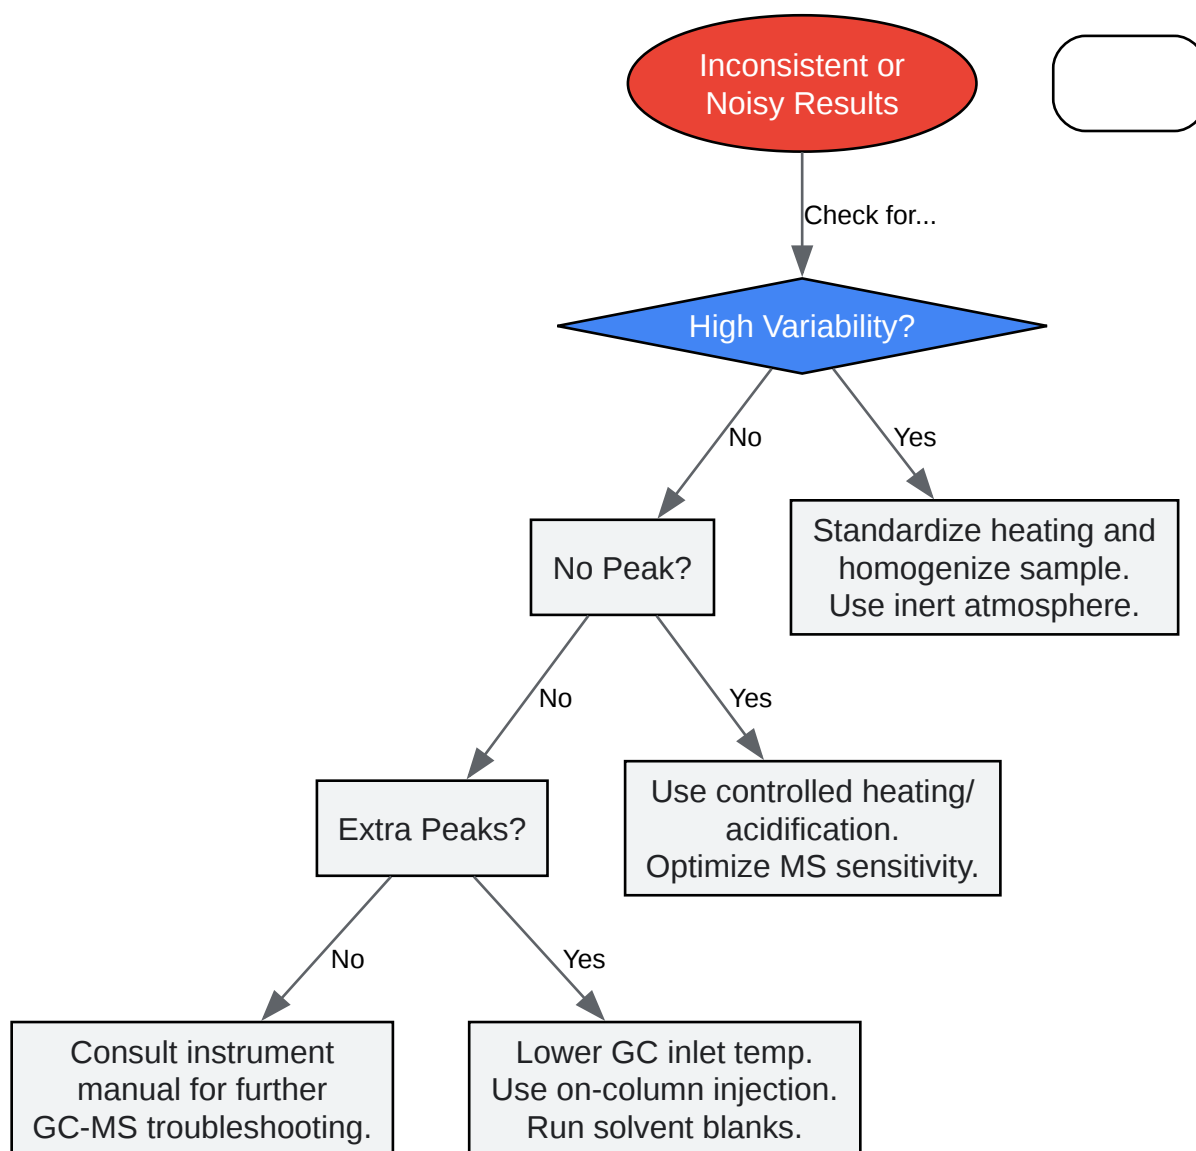 Inconsistent or
Noisy Results
Check for...
High Variability?
No
Yes
No Peak?
Standardize heating and
homogenize sample.
Use inert atmosphere.
No
Yes
Extra Peaks?
Use controlled heating/
acidification.
Optimize MS sensitivity.
No
Yes
Consult instrument
manual for further
GC-MS troubleshooting.
Lower GC inlet temp.
Use on-column injection.
Run solvent blanks.